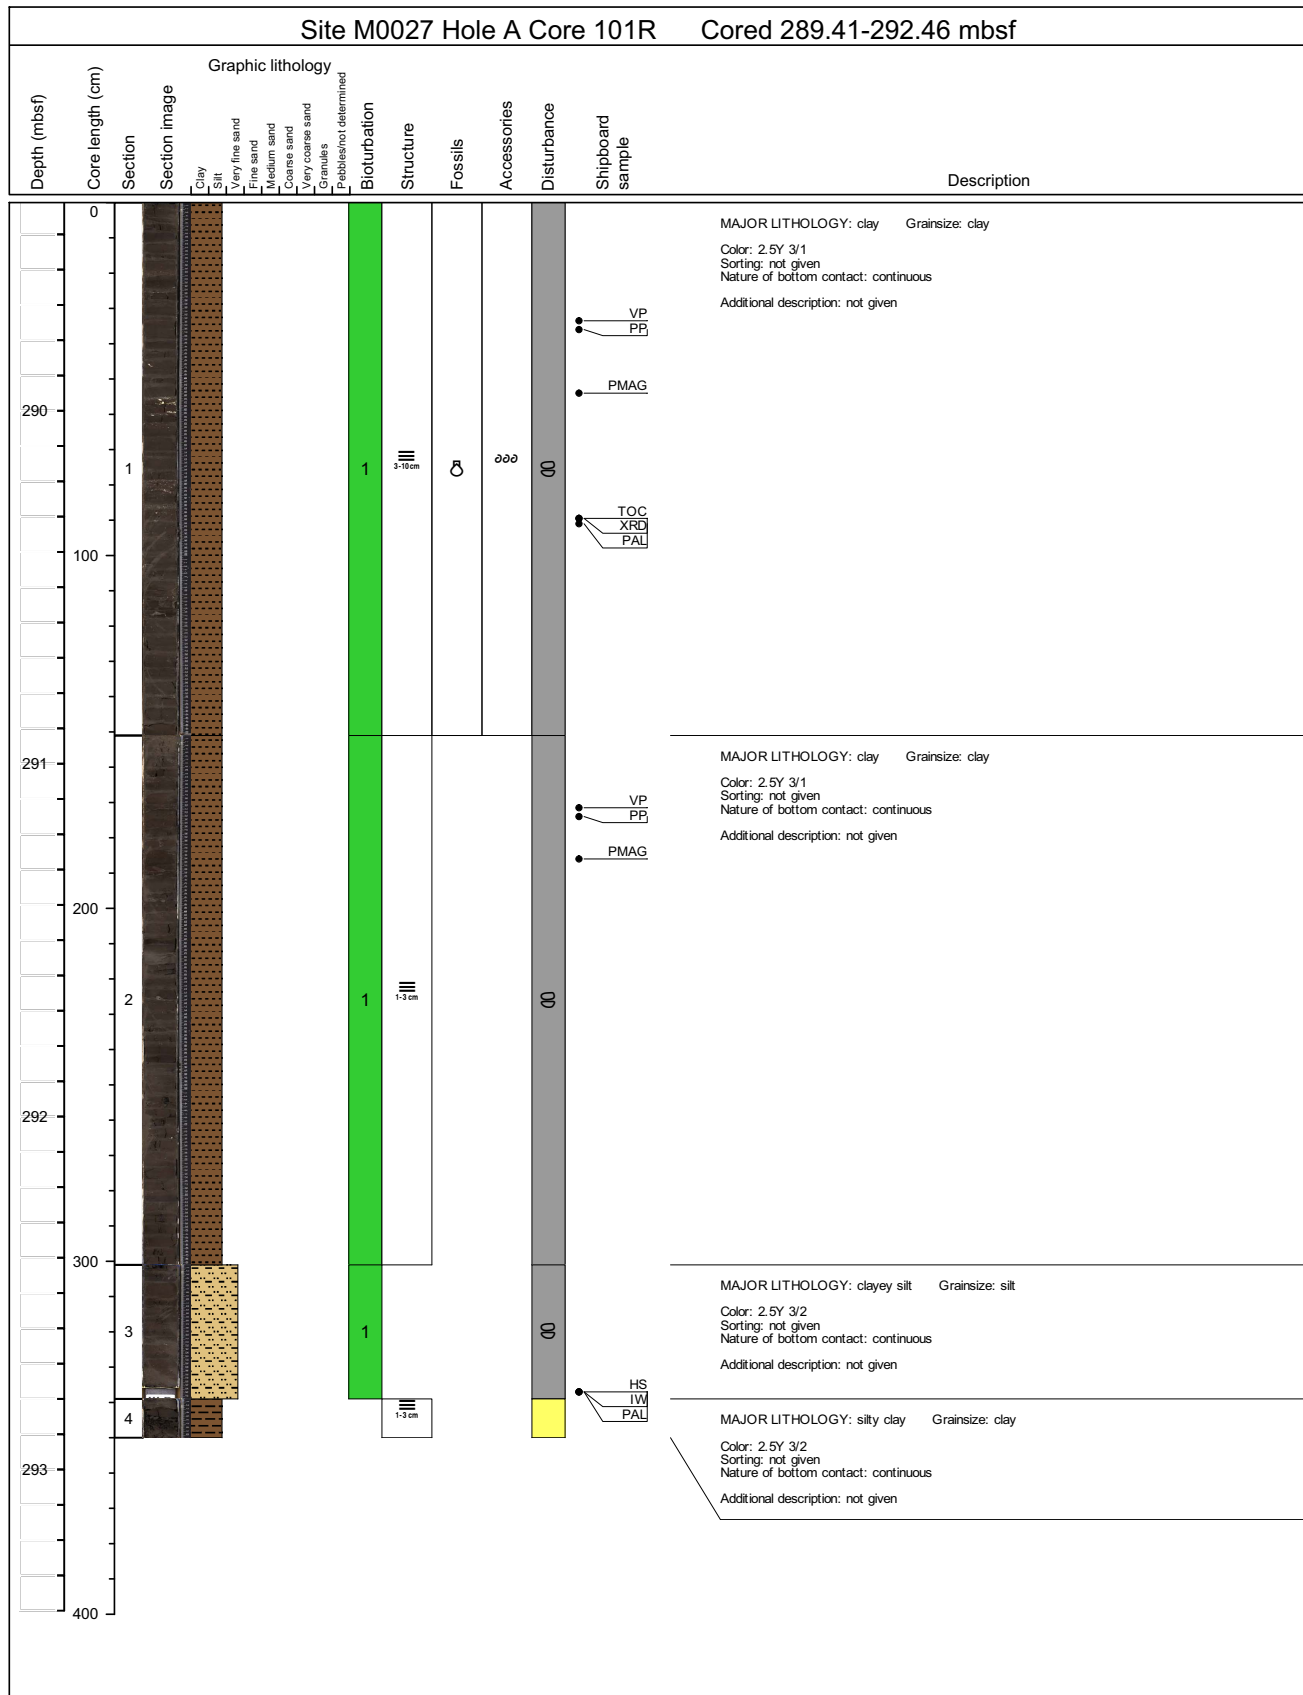 Site M0027 Hole A Core 101R Cored 289.41-292.46 mbsf
Graphic lithology
Depth (mbsf)
Core length (cm)
Section
Section image
Clay
Silt
Very fine sand
Fine sand
Medium sand
Coarse sand
Very coarse sand
Granules
Pebbles/not determined
Bioturbation
Structure
Fossils
Accessories
Disturbance
Shipboard
sample
Description
0
MAJOR LITHOLOGY: clay Grainsize: clay
Color: 2.5Y 3/1
Sorting: not given
Nature of bottom contact: continuous
Additional description: not given
VP
PP
PMAG
290
1
1
3-10 cm
TOC
XRD
PAL
100
291
MAJOR LITHOLOGY: clay Grainsize: clay
Color: 2.5Y 3/1
Sorting: not given
Nature of bottom contact: continuous
Additional description: not given
VP
PP
PMAG
200
2
1
1-3 cm
292
300
MAJOR LITHOLOGY: clayey silt Grainsize: silt
Color: 2.5Y 3/2
Sorting: not given
Nature of bottom contact: continuous
Additional description: not given
3
1
HS
IW
PAL
4
1-3 cm
MAJOR LITHOLOGY: silty clay Grainsize: clay
Color: 2.5Y 3/2
Sorting: not given
Nature of bottom contact: continuous
Additional description: not given
293
400